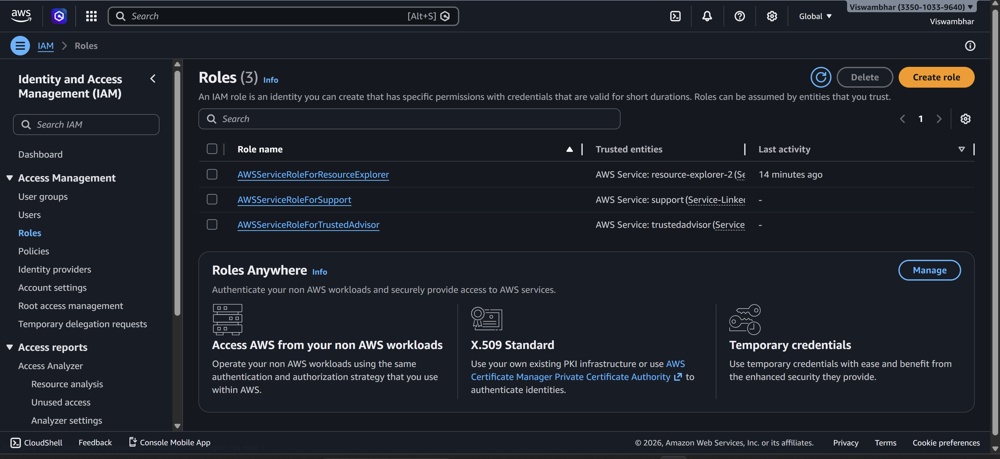 aws
Search
[Alt+S]
Global
Viswambhar (3350-1033-9640)
Viswambhar
IAM
Roles
Identity and Access
Management (IAM)
Search IAM
Dashboard
Access Management
User groups
Users
Roles
Policies
Identity providers
Account settings
Root access management
Temporary delegation requests
Access reports
Access Analyzer
Resource analysis
Unused access
Analyzer settings
Roles (3) Info
Delete
Create role
An IAM role is an identity you can create that has specific permissions with credentials that are valid for short durations. Roles can be assumed by entities that you trust.
Search
1
Role name Trusted entities Last activity
AWSServiceRoleForResourceExplorer AWS Service: resource-explorer-2 (Se 14 minutes ago
AWSServiceRoleForSupport AWS Service: support (Service-Linked -
AWSServiceRoleForTrustedAdvisor AWS Service: trustedadvisor (Service -
Roles Anywhere Info
Manage
Authenticate your non AWS workloads and securely provide access to AWS services.
Access AWS from your non AWS workloads
Operate your non AWS workloads using the same
authentication and authorization strategy that you use
within AWS.
X.509 Standard
Use your own existing PKI infrastructure or use AWS
Certificate Manager Private Certificate Authority to
authenticate identities.
Temporary credentials
Use temporary credentials with ease and benefit from
the enhanced security they provide.
CloudShell Feedback Console Mobile App
© 2026, Amazon Web Services, Inc. or its affiliates. Privacy Terms Cookie preferences